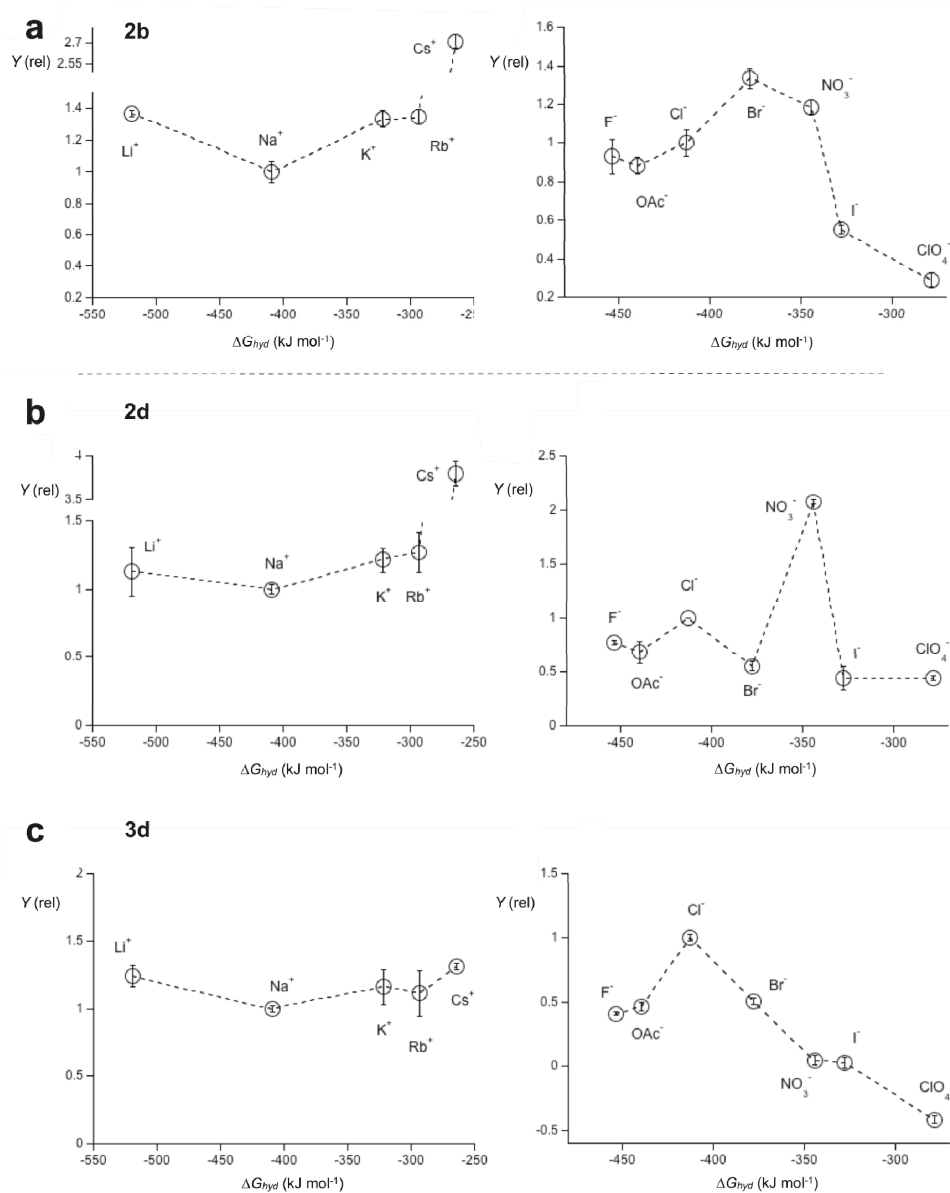 a 2b
Y (rel)
2.7
2.55
1.4
1.2
1
0.8
0.6
0.4
0.2
Li⁺
Na⁺
K⁺
Rb⁺
Cs⁺
-550 -500 -450 -400 -350 -300 -25
ΔGhyd (kJ mol⁻¹)
Y (rel)
1.6
1.4
1.2
1
0.8
0.6
0.4
0.2
F⁻
OAc⁻
Cl⁻
Br⁻
NO₃⁻
I⁻
ClO₄⁻
-450 -400 -350 -300
ΔGhyd (kJ mol⁻¹)
b 2d
Y (rel)
4
3.5
1.5
1
0.5
0
Li⁺
Na⁺
K⁺
Rb⁺
Cs⁺
-550 -500 -450 -400 -350 -300 -250
ΔGhyd (kJ mol⁻¹)
Y (rel)
2.5
2
1.5
1
0.5
0
F⁻
OAc⁻
Cl⁻
Br⁻
NO₃⁻
I⁻
ClO₄⁻
-450 -400 -350 -300
ΔGhyd (kJ mol⁻¹)
c 3d
Y (rel)
2
1.5
1
0.5
0
Li⁺
Na⁺
K⁺
Rb⁺
Cs⁺
-550 -500 -450 -400 -350 -300 -250
ΔGhyd (kJ mol⁻¹)
Y (rel)
1.5
1
0.5
0
-0.5
F⁻
OAc⁻
Cl⁻
Br⁻
NO₃⁻
I⁻
ClO₄
-450 -400 -350 -300
ΔGhyd (kJ mol⁻¹)